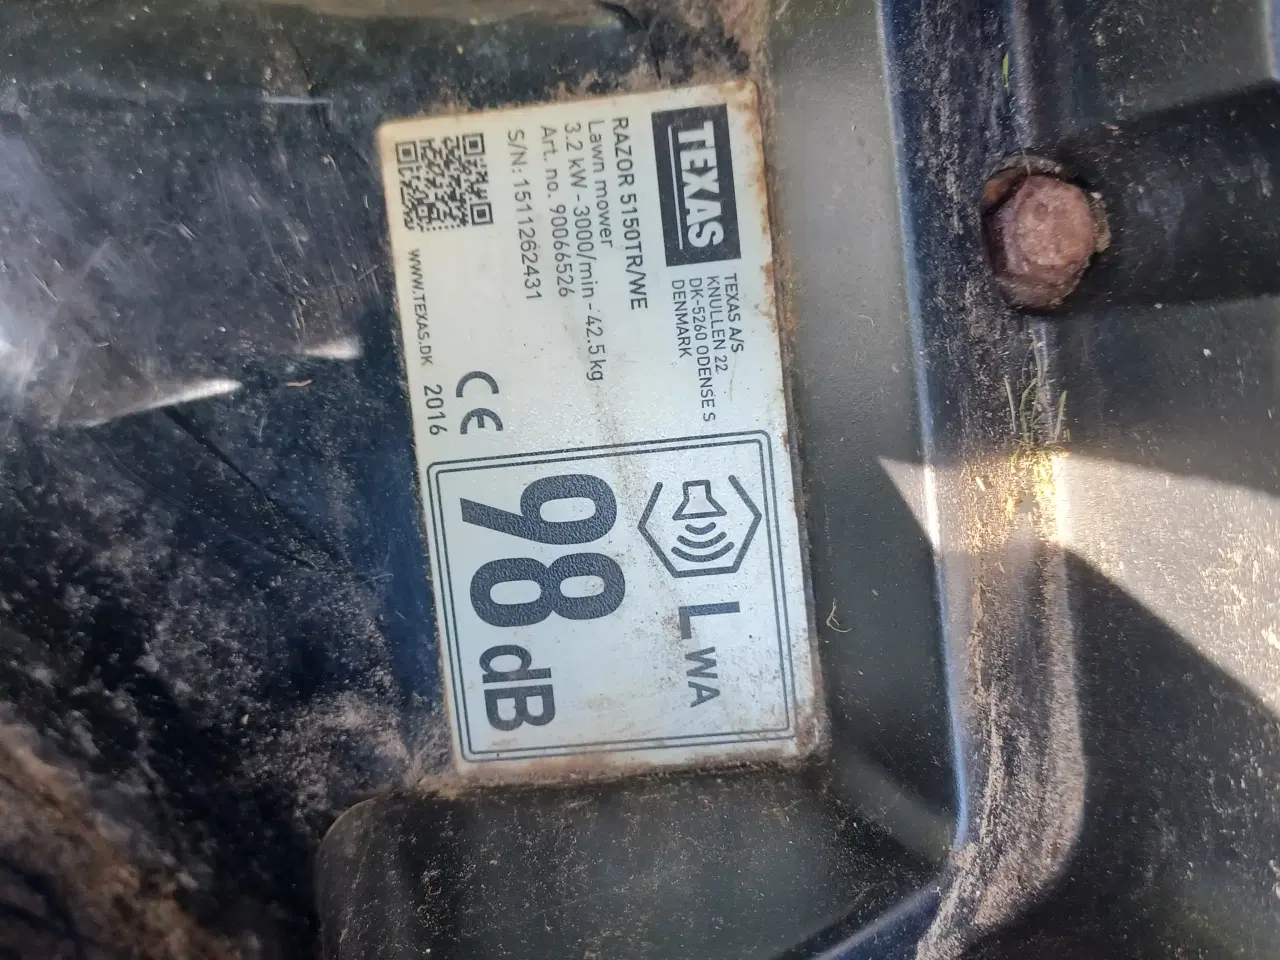 TEXAS
TEXAS A/S
KNULLEN 22
DK-5260 ODENSE S
DENMARK
RAZOR 5150TR/WE
Lawn mower
3.2 kW - 3000/min - 42.5 kg
Art. no. 90066526
S/N: 1511262431
CE
WWW.TEXAS.DK 2016
LWA
98 dB